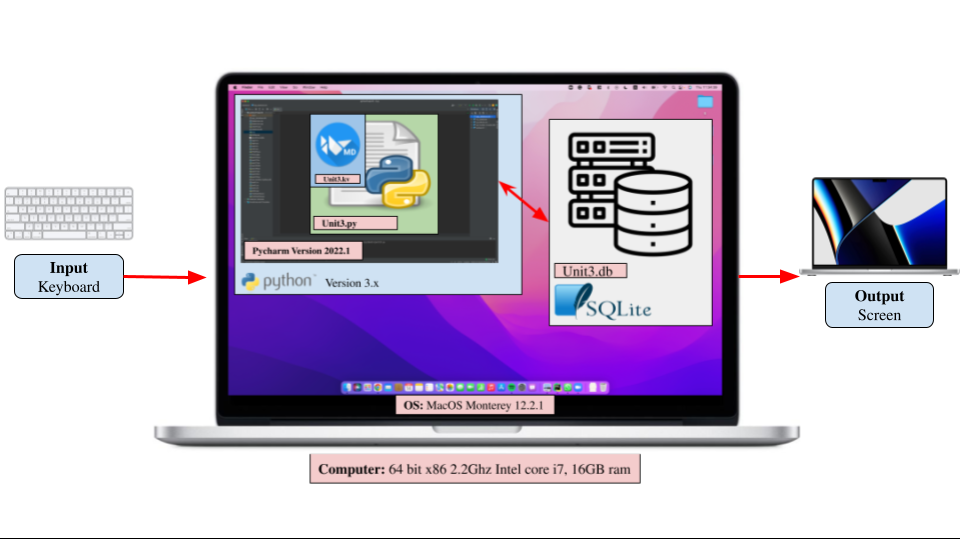 MD
Unit3.kv
Unit3.py
Pycharm Version 2022.1
python
Version 3.x
Unit3.db
SQLite
Input
Keyboard
Output
Screen
OS: MacOS Monterey 12.2.1
Computer: 64 bit x86 2.2Ghz Intel core i7, 16GB ram